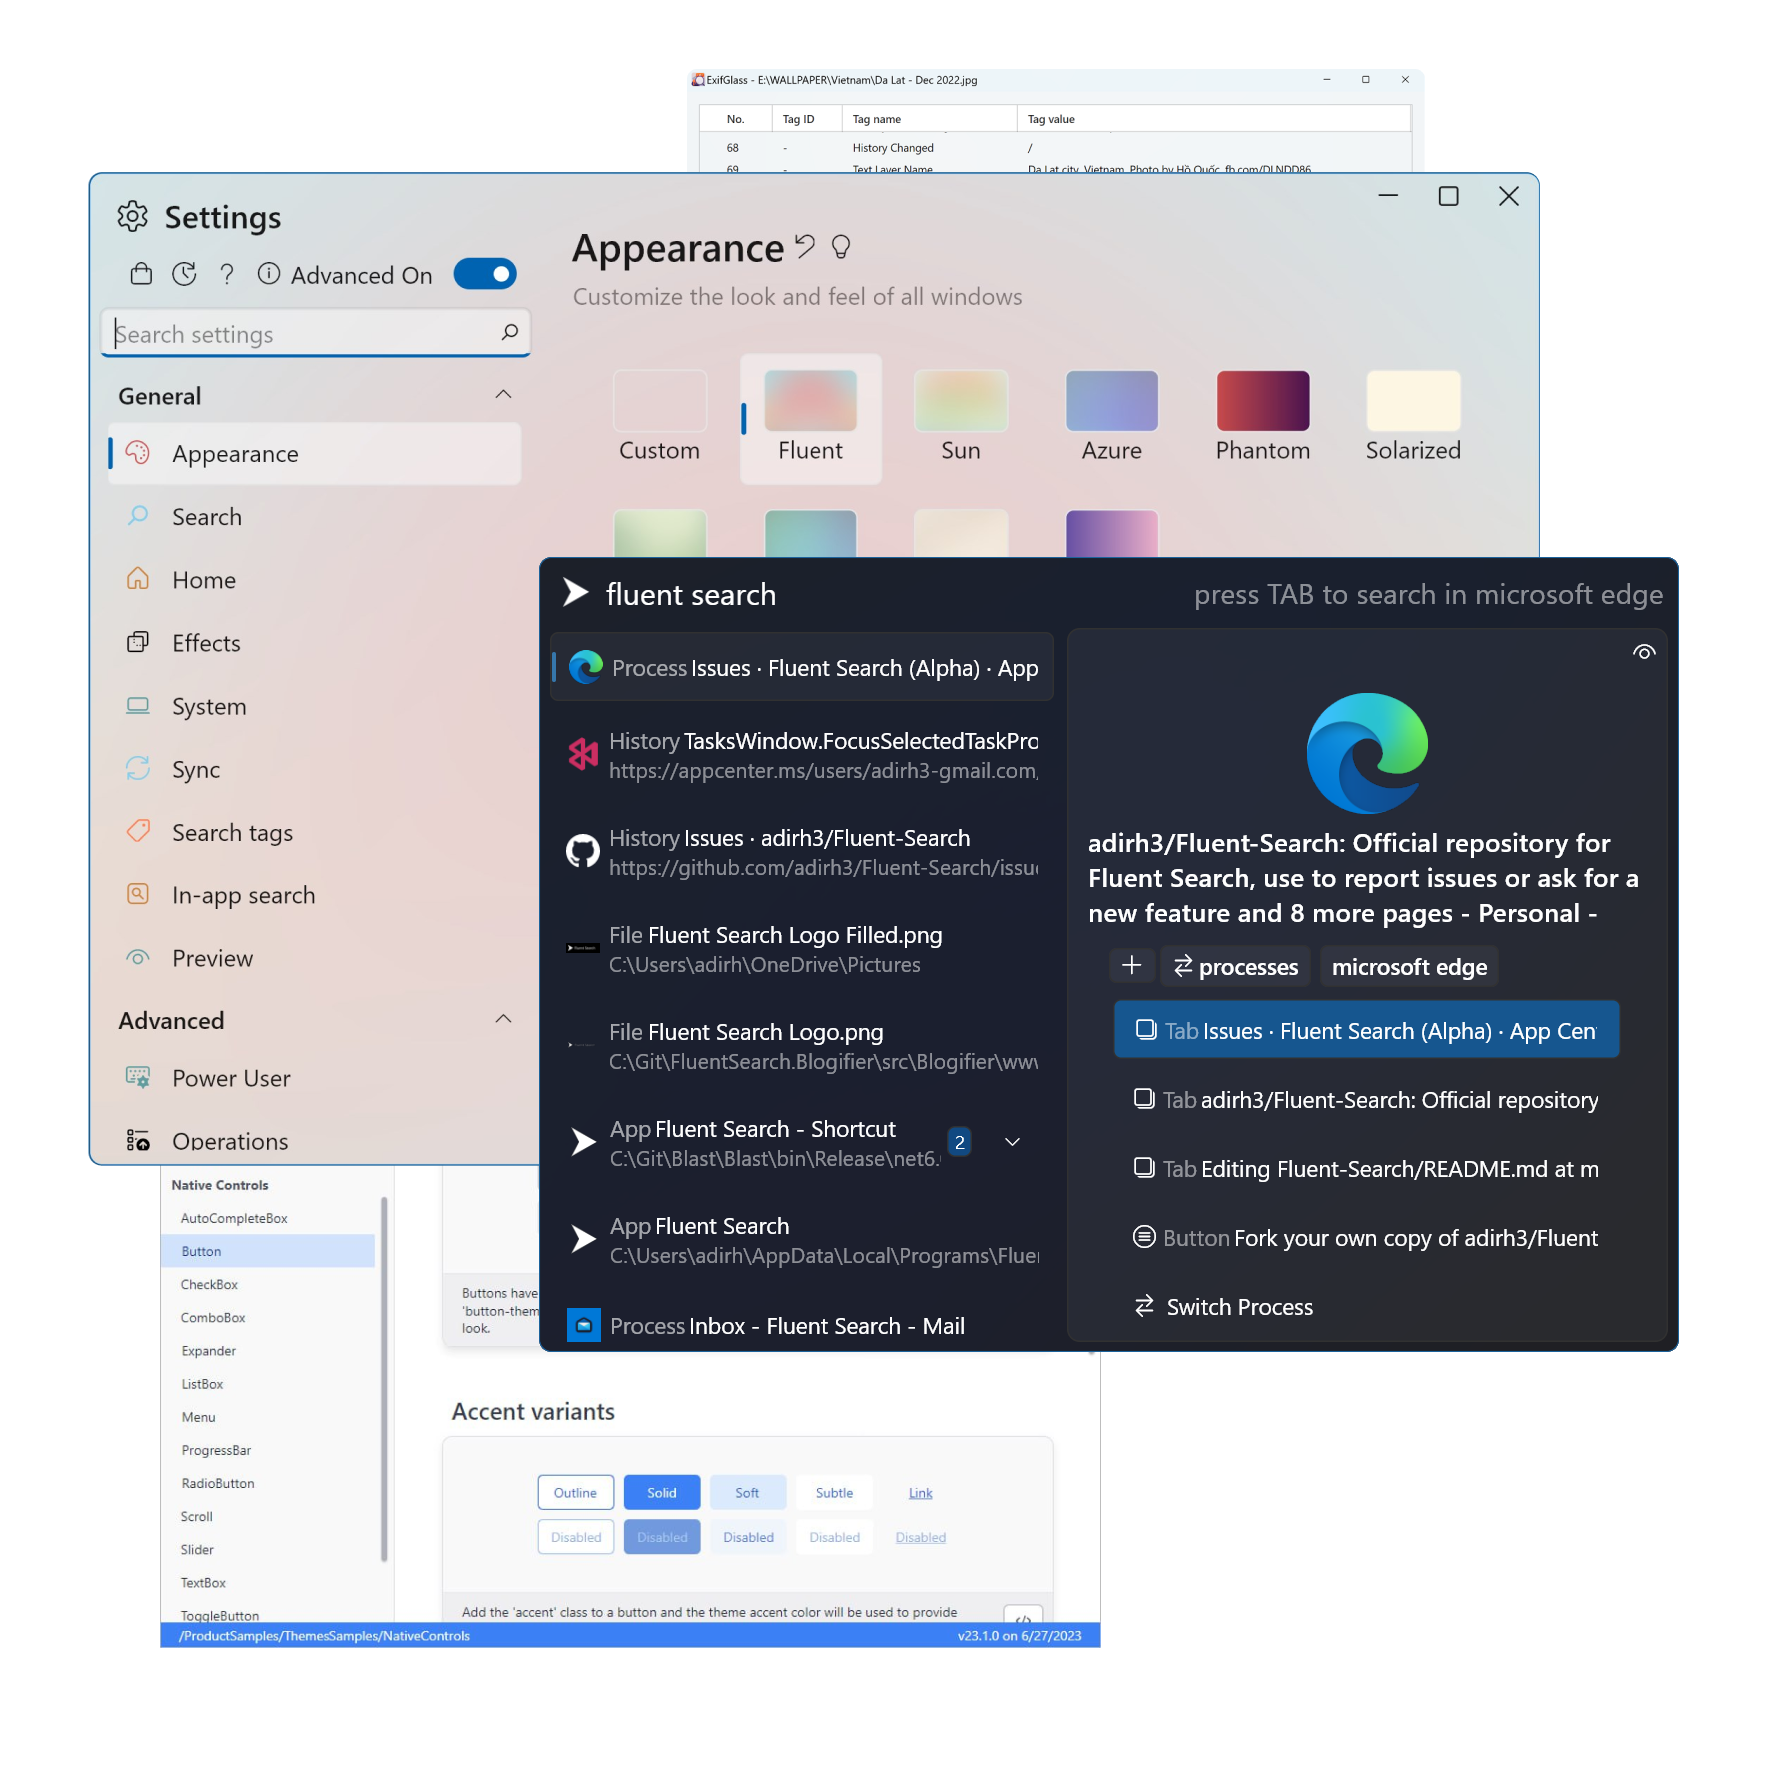 ExifGlass - E:\WALLPAPER\Vietnam\Da Lat - Dec 2022.jpg
No. Tag ID Tag name Tag value
68 - History Changed /
69 - Text Layer Name Da Lat city, Vietnam. Photo by Hồ Quốc, fb.com/DLNDD86
Settings
Advanced On
Search settings
General
Appearance
Search
Home
Effects
System
Sync
Search tags
In-app search
Preview
Advanced
Power User
Operations
Appearance
Customize the look and feel of all windows
Custom Fluent Sun Azure Phantom Solarized
fluent search press TAB to search in microsoft edge
Process Issues · Fluent Search (Alpha) · App
History TasksWindow.FocusSelectedTaskPro
https://appcenter.ms/users/adirh3-gmail.com,
History Issues · adirh3/Fluent-Search
https://github.com/adirh3/Fluent-Search/issu
File Fluent Search Logo Filled.png
C:\Users\adirh\OneDrive\Pictures
File Fluent Search Logo.png
C:\Git\FluentSearch.Blogifier\src\Blogifier\ww
App Fluent Search - Shortcut
C:\Git\Blast\Blast\bin\Release\net6.
2
App Fluent Search
C:\Users\adirh\AppData\Local\Programs\Flue
Process Inbox - Fluent Search - Mail
adirh3/Fluent-Search: Official repository for
Fluent Search, use to report issues or ask for a
new feature and 8 more pages - Personal -
processes microsoft edge
Tab Issues · Fluent Search (Alpha) · App Cen
Tab adirh3/Fluent-Search: Official repository
Tab Editing Fluent-Search/README.md at m
Button Fork your own copy of adirh3/Fluent
Switch Process
Native Controls
AutoCompleteBox
Button
CheckBox
ComboBox
Expander
ListBox
Menu
ProgressBar
RadioButton
Scroll
Slider
TextBox
ToggleButton
Buttons have
'button-them
look.
Accent variants
Outline Solid Soft Subtle Link
Disabled Disabled Disabled Disabled Disabled
Add the 'accent' class to a button and the theme accent color will be used to provide
</>
/ProductSamples/ThemesSamples/NativeControls v23.1.0 on 6/27/2023